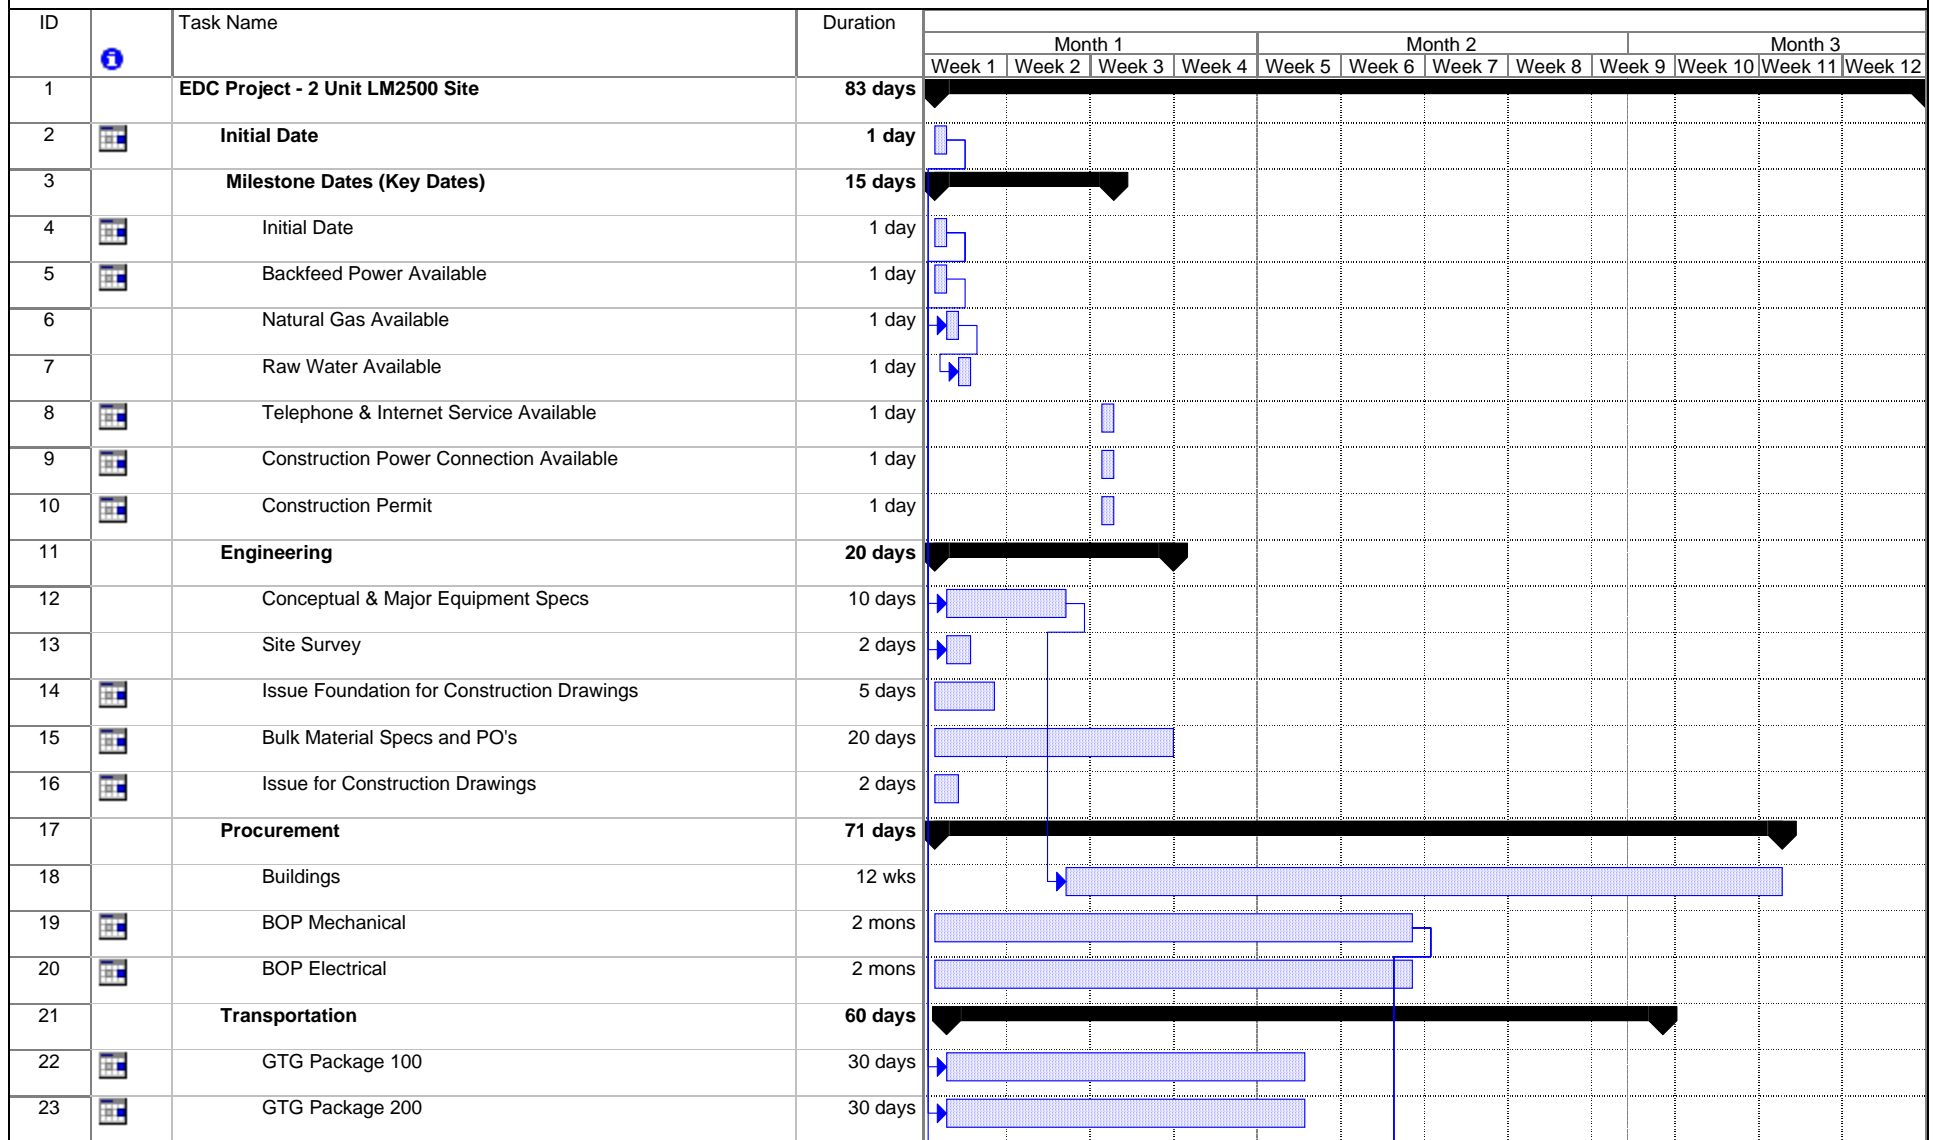 ID Task Name Duration
Month 1 Month 2 Month 3
Week 1 Week 2 Week 3 Week 4 Week 5 Week 6 Week 7 Week 8 Week 9 Week 10 Week 11 Week 12
1 EDC Project - 2 Unit LM2500 Site 83 days
2 Initial Date 1 day
3 Milestone Dates (Key Dates) 15 days
4 Initial Date 1 day
5 Backfeed Power Available 1 day
6 Natural Gas Available 1 day
7 Raw Water Available 1 day
8 Telephone & Internet Service Available 1 day
9 Construction Power Connection Available 1 day
10 Construction Permit 1 day
11 Engineering 20 days
12 Conceptual & Major Equipment Specs 10 days
13 Site Survey 2 days
14 Issue Foundation for Construction Drawings 5 days
15 Bulk Material Specs and PO's 20 days
16 Issue for Construction Drawings 2 days
17 Procurement 71 days
18 Buildings 12 wks
19 BOP Mechanical 2 mons
20 BOP Electrical 2 mons
21 Transportation 60 days
22 GTG Package 100 30 days
23 GTG Package 200 30 days